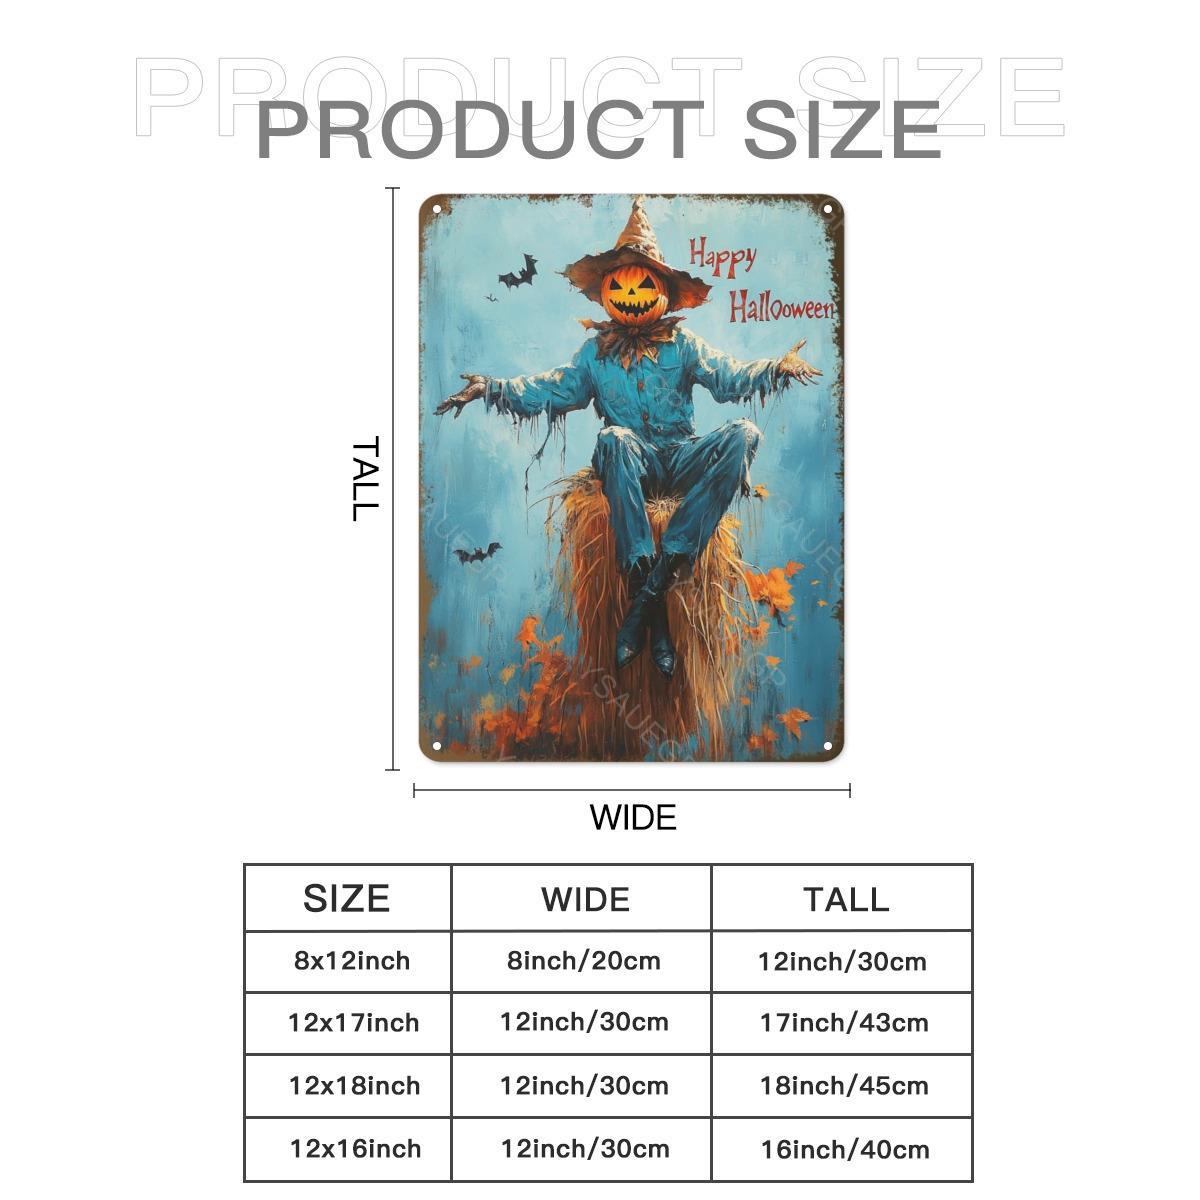 PRODUCT SIZE
PRODUCT SIZE
Happy
Halloween
TALL
WIDE
SIZE WIDE TALL
8x12inch 8inch/20cm 12inch/30cm
12x17inch 12inch/30cm 17inch/43cm
12x18inch 12inch/30cm 18inch/45cm
12x16inch 12inch/30cm 16inch/40cm